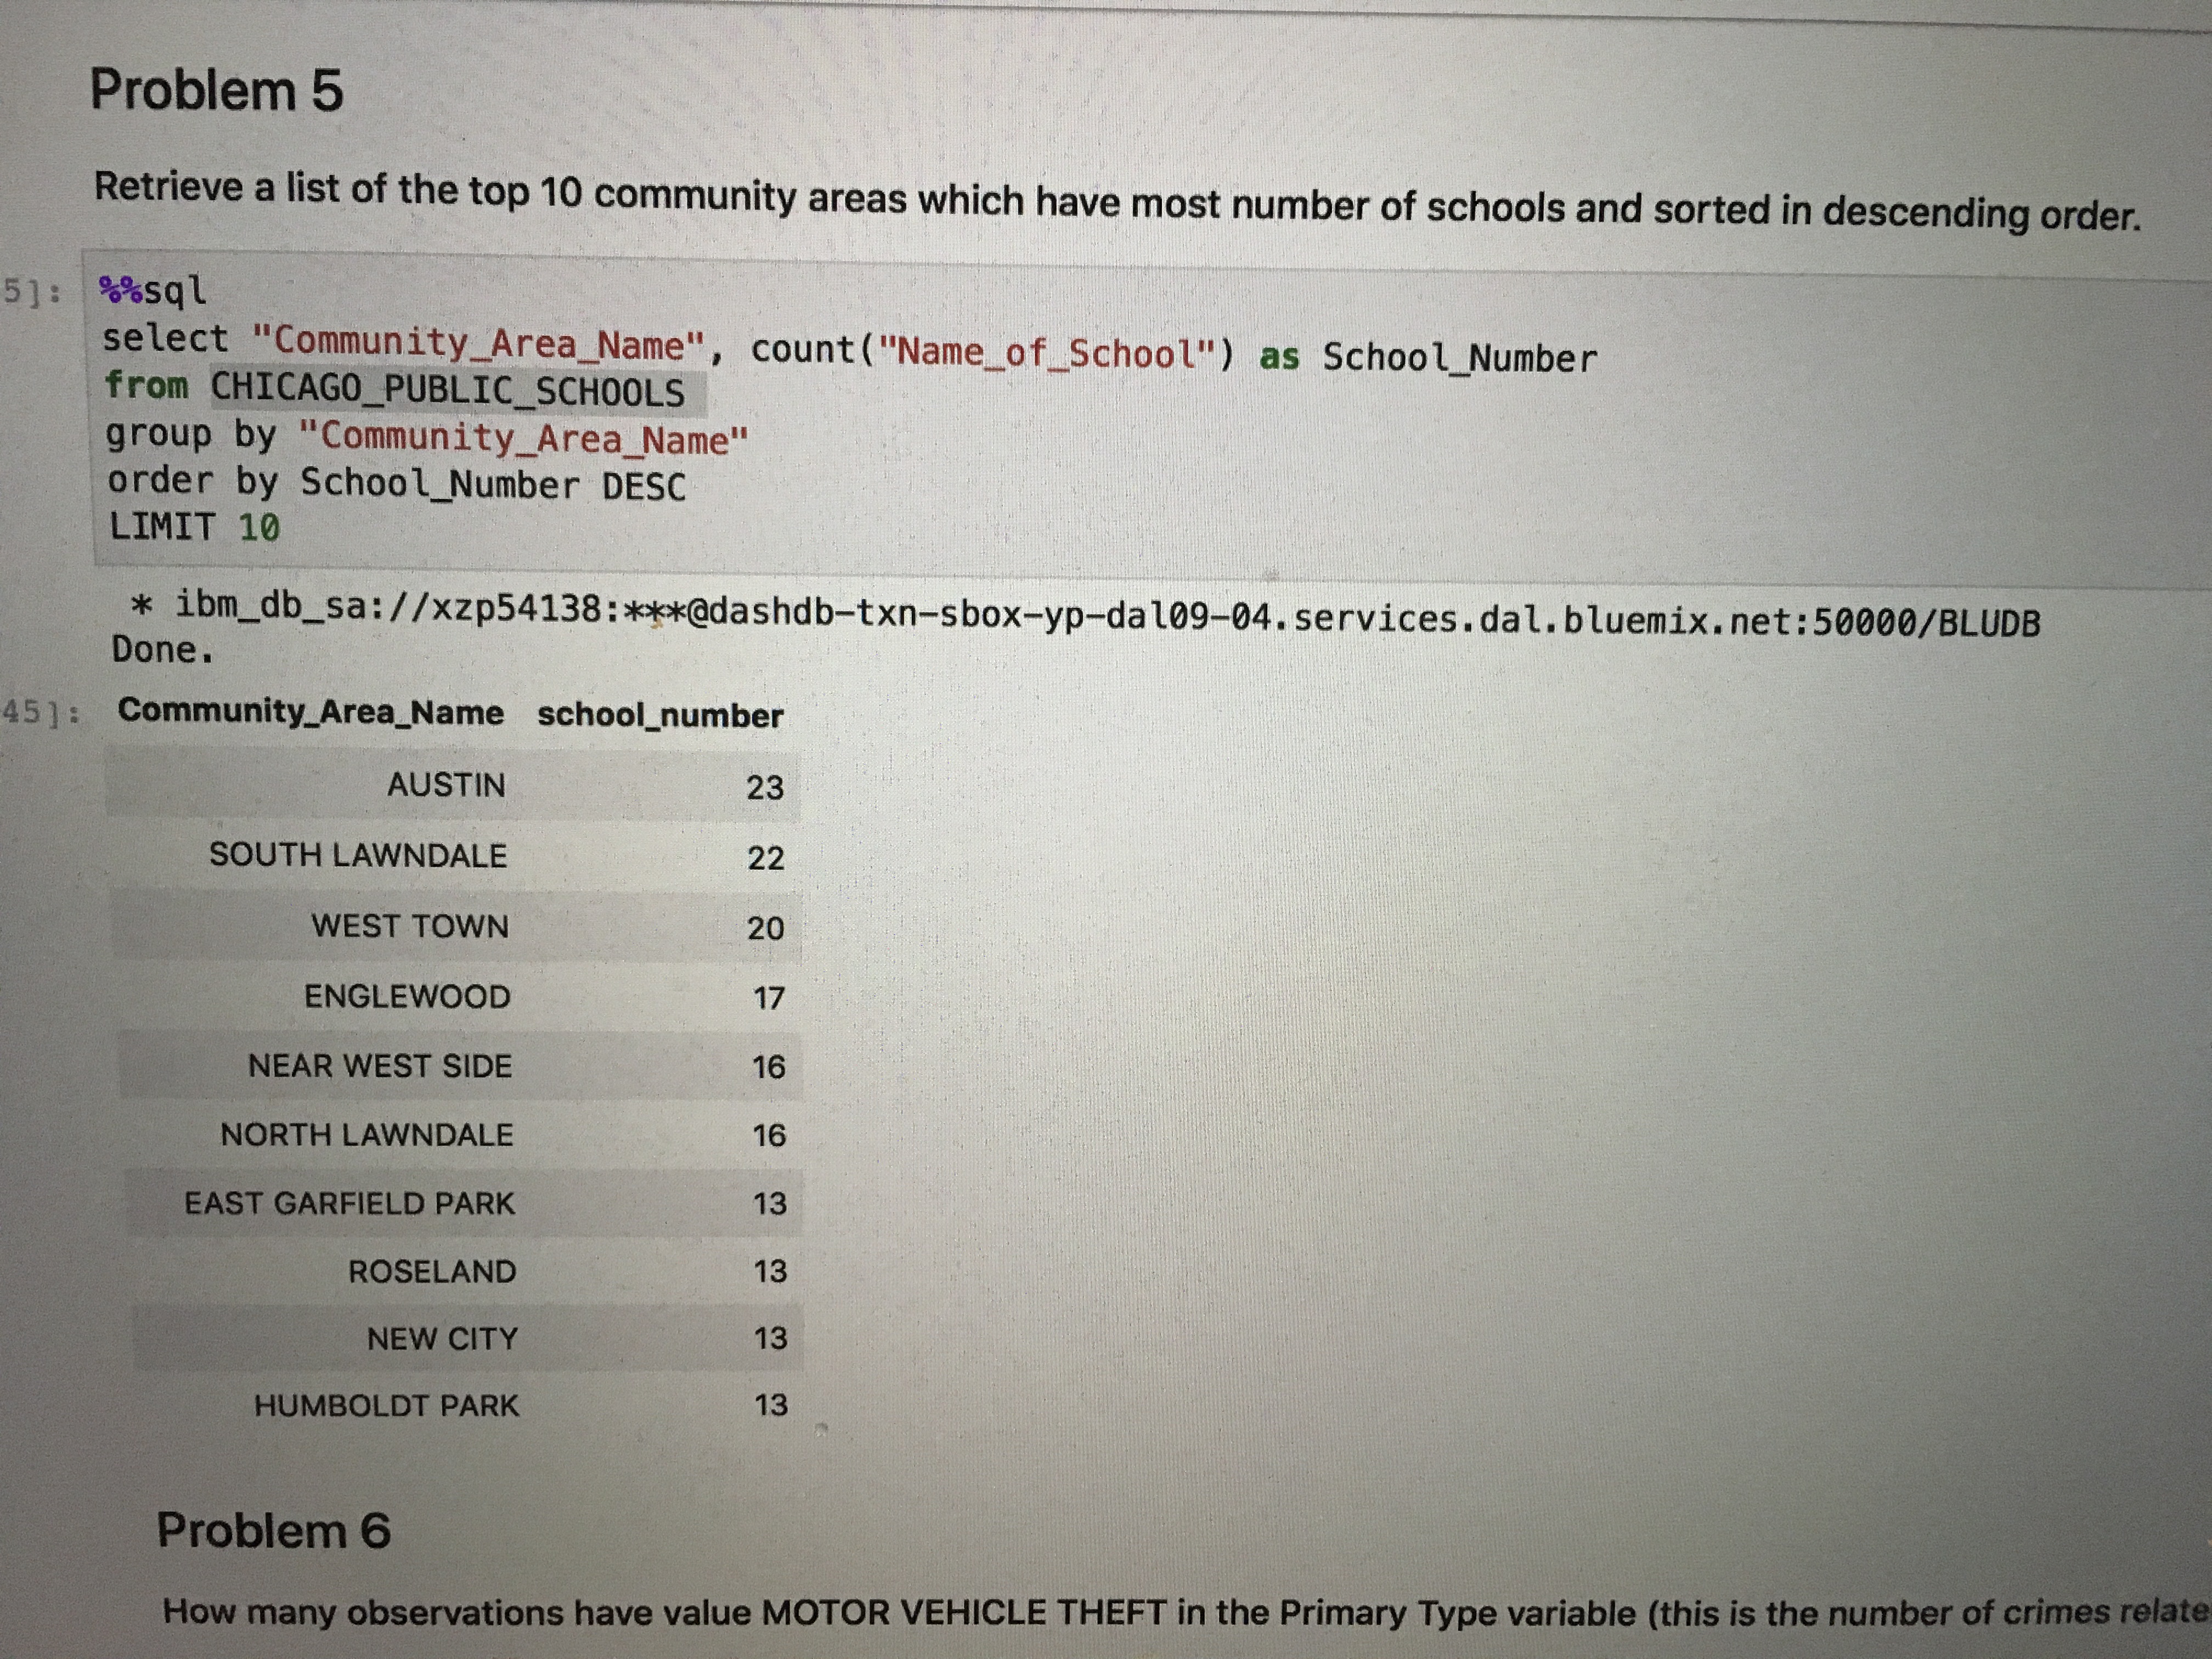 Problem 5
Retrieve a list of the top 10 community areas which have most number of schools and sorted in descending order.
5]: %%sql
select "Community_Area_Name", count("Name_of_School") as School_Number
from CHICAGO_PUBLIC_SCHOOLS
group by "Community_Area_Name"
order by School_Number DESC
LIMIT 10
* ibm_db_sa://xzp54138:***@dashdb-txn-sbox-yp-dal09-04.services.dal.bluemix.net:50000/BLUDB
Done.
45]: Community_Area_Name school_number
AUSTIN 23
SOUTH LAWNDALE 22
WEST TOWN 20
ENGLEWOOD 17
NEAR WEST SIDE 16
NORTH LAWNDALE 16
EAST GARFIELD PARK 13
ROSELAND 13
NEW CITY 13
HUMBOLDT PARK 13
Problem 6
How many observations have value MOTOR VEHICLE THEFT in the Primary Type variable (this is the number of crimes relate